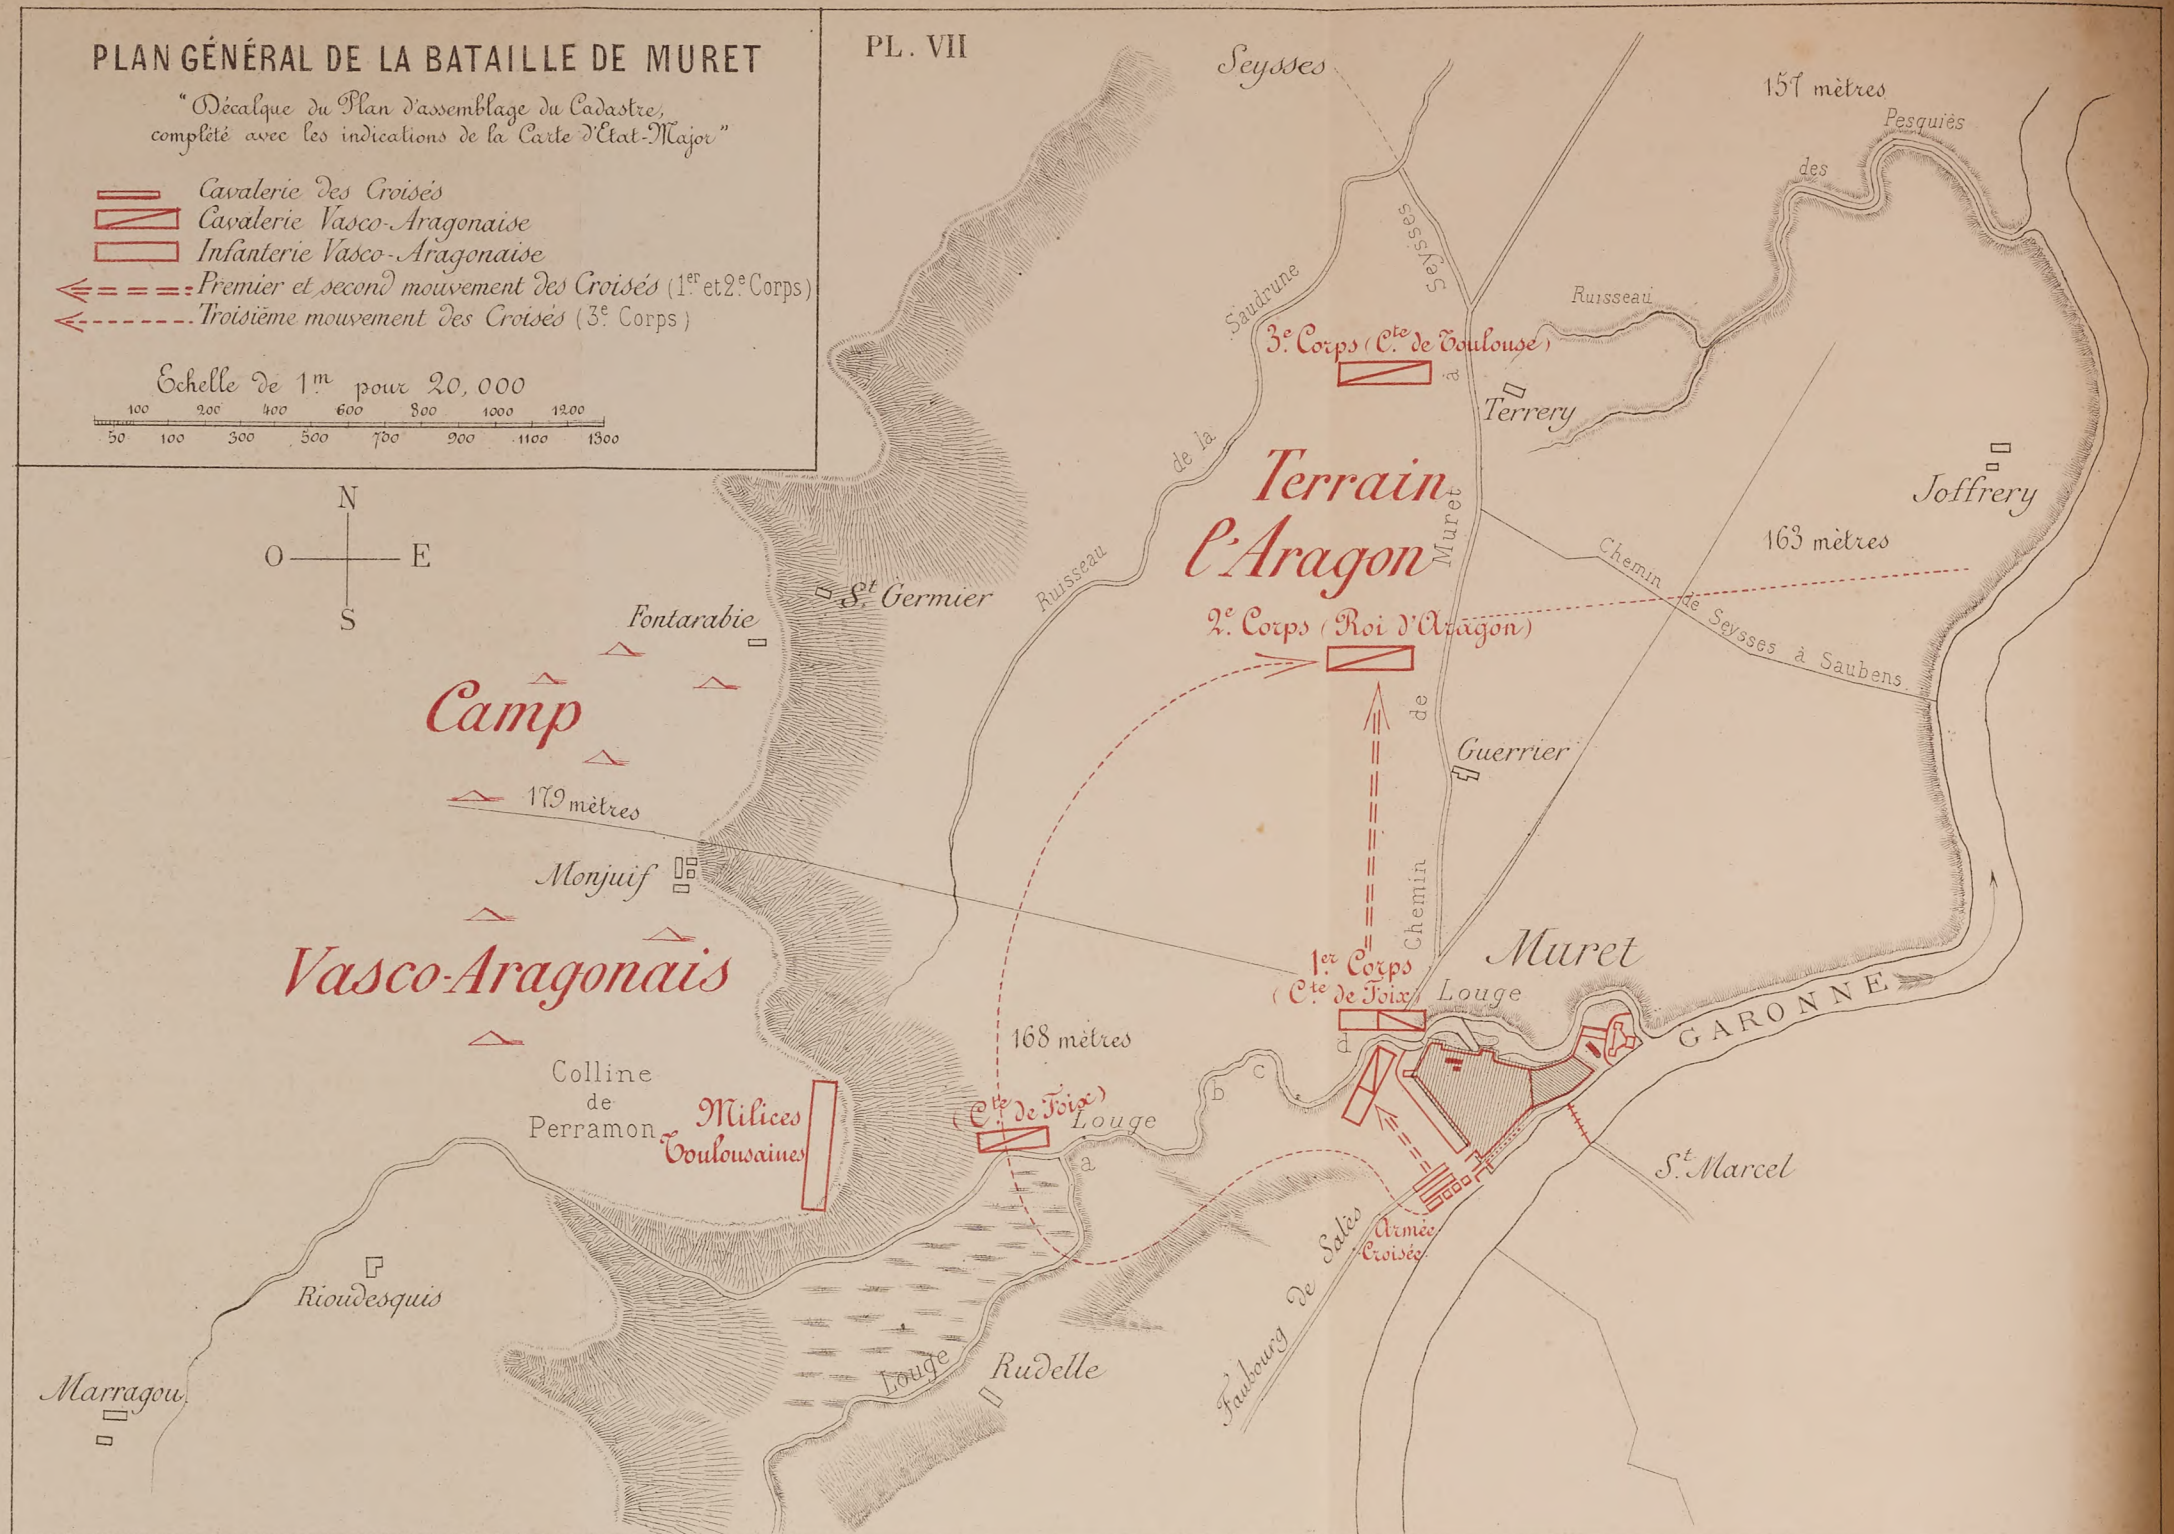 PLAN GÉNÉRAL DE LA BATAILLE DE MURET
"Décalque du Plan d'assemblage du Cadastre,
complété avec les indications de la Carte d'Etat-Major"
Cavalerie des Croisés
Cavalerie Vasco-Aragonaise
Infanterie Vasco-Aragonaise
Premier et second mouvement des Croisés (1er et 2e Corps)
Troisième mouvement des Croisés (3e Corps)
Echelle de 1m pour 20,000
100 200 400 600 800 1000 1200
50 100 300 500 700 900 1100 1300
PL. VII
Seysses
157 mètres
Pesquiès
des
Ruisseau
Seysses
à
Muret
de
Chemin
Saudrune
de la
Ruisseau
3e Corps (Cte de Toulouse)
Terrery
Joffrery
Terrain
l'Aragon
163 mètres
Chemin
de Seysses à Saubens
N
O E
S
St Germier
Fontarabie
2e Corps (Roi d'Aragon)
Camp
Guerrier
179 mètres
Monjuif
Muret
Vasco-Aragonais
1er Corps
(Cte de Foix)
Louge
GARONNE
168 mètres
d
Colline
de
Perramon
Milices
Toulousaines
(Cte de Foix)
Louge
a
b
c
St Marcel
Armée
Croisée
Faubourg de Salès
Rioudesquis
Louge
Rudelle
Marragou